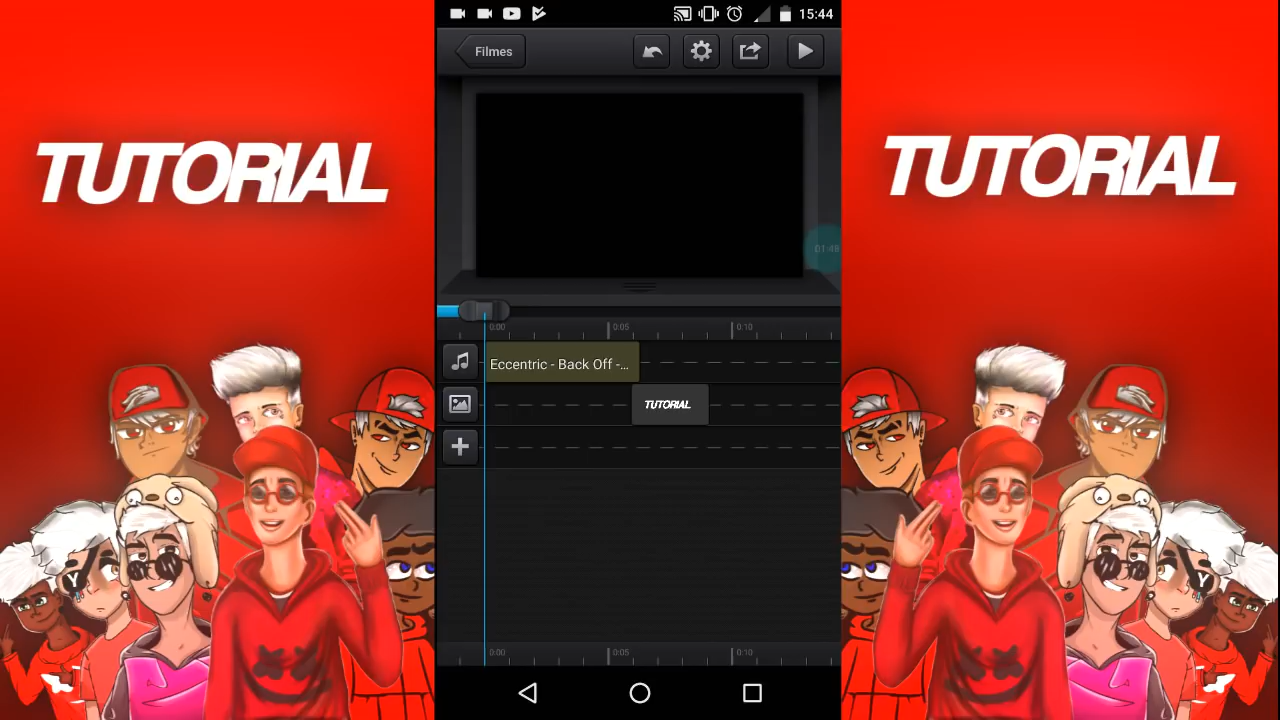 15:44
Filmes
TUTORIAL
TUTORIAL
01:48
0:00
0:05
0:10
Eccentric - Back Off -...
TUTORIAL
0:00
0:05
0:10